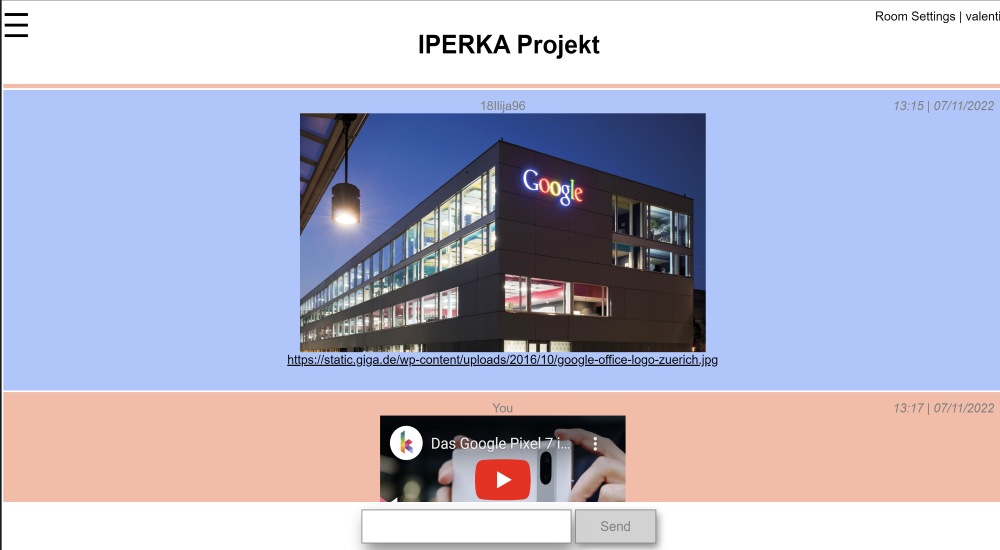 Room Settings | valenti
IPERKA Projekt
18Ilija96
13:15 | 07/11/2022
Google
https://static.giga.de/wp-content/uploads/2016/10/google-office-logo-zuerich.jpg
You
13:17 | 07/11/2022
Das Google Pixel 7 i...
Send